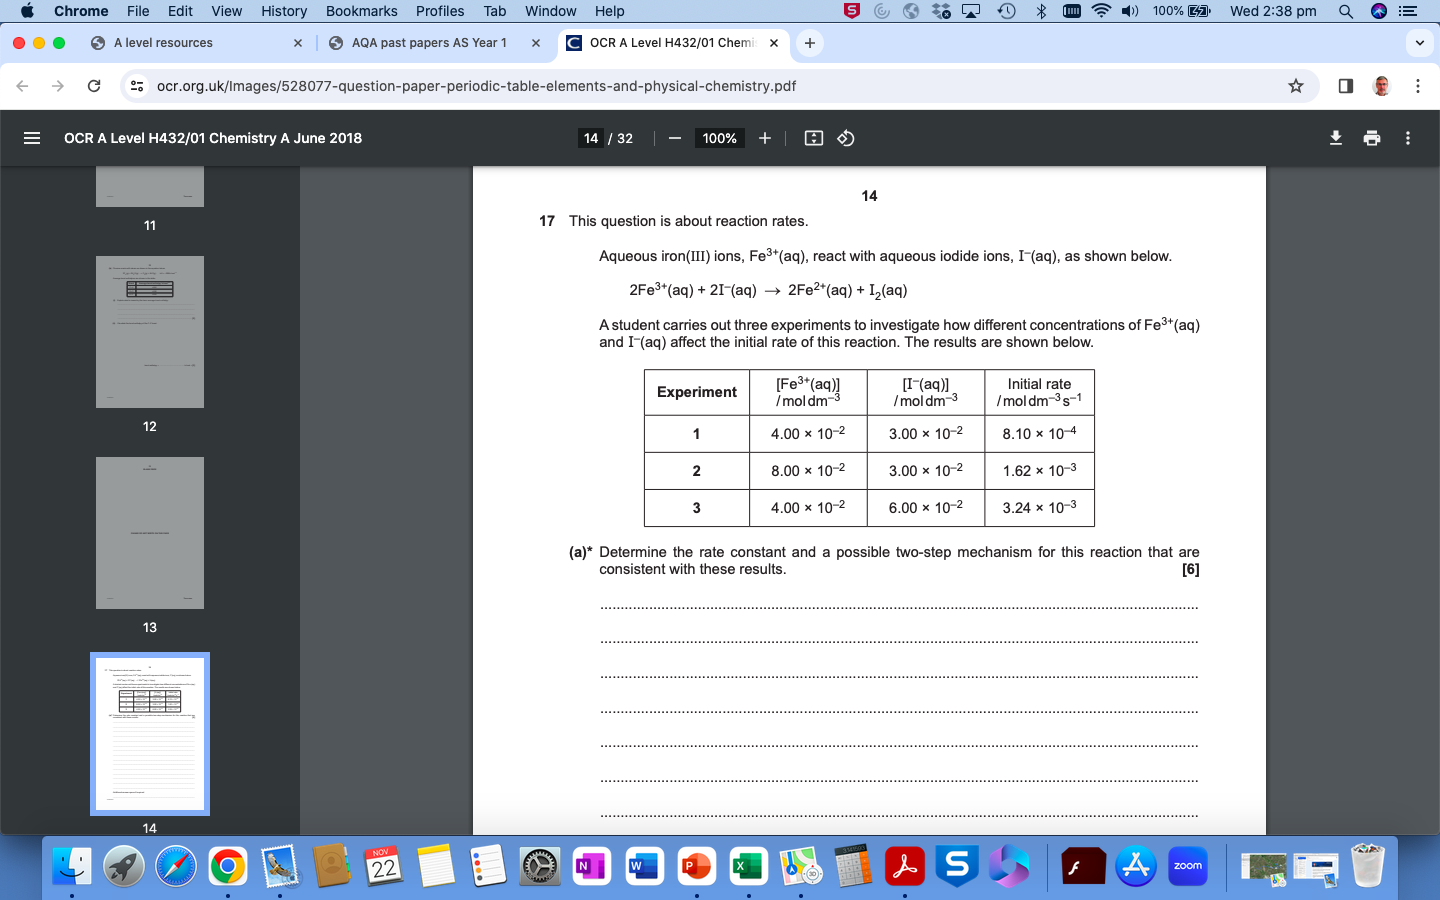 Chrome File Edit View History Bookmarks Profiles Tab Window Help 100% Wed 2:38 pm
A level resources
AQA past papers AS Year 1
OCR A Level H432/01 Chemi
ocr.org.uk/Images/528077-question-paper-periodic-table-elements-and-physical-chemistry.pdf
OCR A Level H432/01 Chemistry A June 2018 14 / 32 100%
11
12
13
14
14
17 This question is about reaction rates.
Aqueous iron(III) ions, Fe³⁺(aq), react with aqueous iodide ions, I⁻(aq), as shown below.
2Fe³⁺(aq) + 2I⁻(aq) → 2Fe²⁺(aq) + I₂(aq)
A student carries out three experiments to investigate how different concentrations of Fe³⁺(aq)
and I⁻(aq) affect the initial rate of this reaction. The results are shown below.
Experiment [Fe³⁺(aq)] /mol dm⁻³ [I⁻(aq)] /mol dm⁻³ Initial rate /mol dm⁻³ s⁻¹
1 4.00 × 10⁻² 3.00 × 10⁻² 8.10 × 10⁻⁴
2 8.00 × 10⁻² 3.00 × 10⁻² 1.62 × 10⁻³
3 4.00 × 10⁻² 6.00 × 10⁻² 3.24 × 10⁻³
(a)* Determine the rate constant and a possible two-step mechanism for this reaction that are
consistent with these results. [6]
NOV
22
zoom